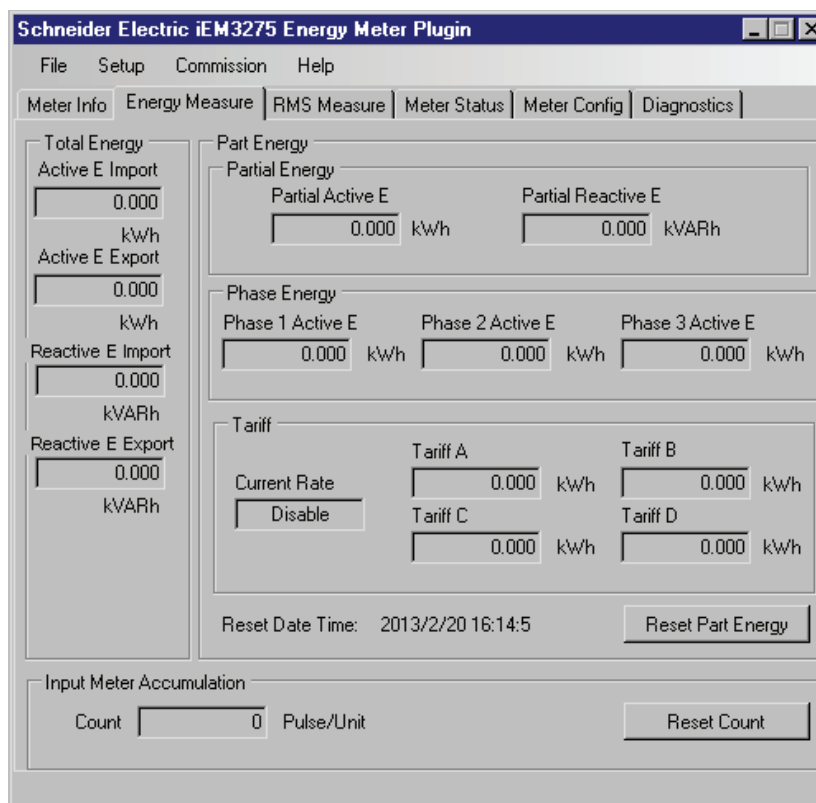 Schneider Electric iEM3275 Energy Meter Plugin
File Setup Commission Help
Meter Info Energy Measure RMS Measure Meter Status Meter Config Diagnostics
Total Energy
Active E Import
0.000
kWh
Active E Export
0.000
kWh
Reactive E Import
0.000
kVARh
Reactive E Export
0.000
kVARh
Part Energy
Partial Energy
Partial Active E Partial Reactive E
0.000 kWh 0.000 kVARh
Phase Energy
Phase 1 Active E Phase 2 Active E Phase 3 Active E
0.000 kWh 0.000 kWh 0.000 kWh
Tariff
Current Rate
Disable
Tariff A Tariff B
0.000 kWh 0.000 kWh
Tariff C Tariff D
0.000 kWh 0.000 kWh
Reset Date Time: 2013/2/20 16:14:5 Reset Part Energy
Input Meter Accumulation
Count 0 Pulse/Unit Reset Count